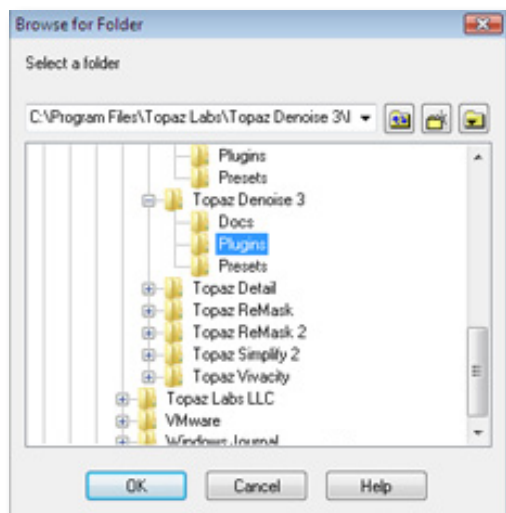 Browse for Folder
Select a folder
C:\Program Files\Topaz Labs\Topaz Denoise 3\
Plugins
Presets
Topaz Denoise 3
Docs
Plugins
Presets
Topaz Detail
Topaz ReMask
Topaz ReMask 2
Topaz Simplify 2
Topaz Vivacity
Topaz Labs LLC
VMware
Windows Journal
OK
Cancel
Help